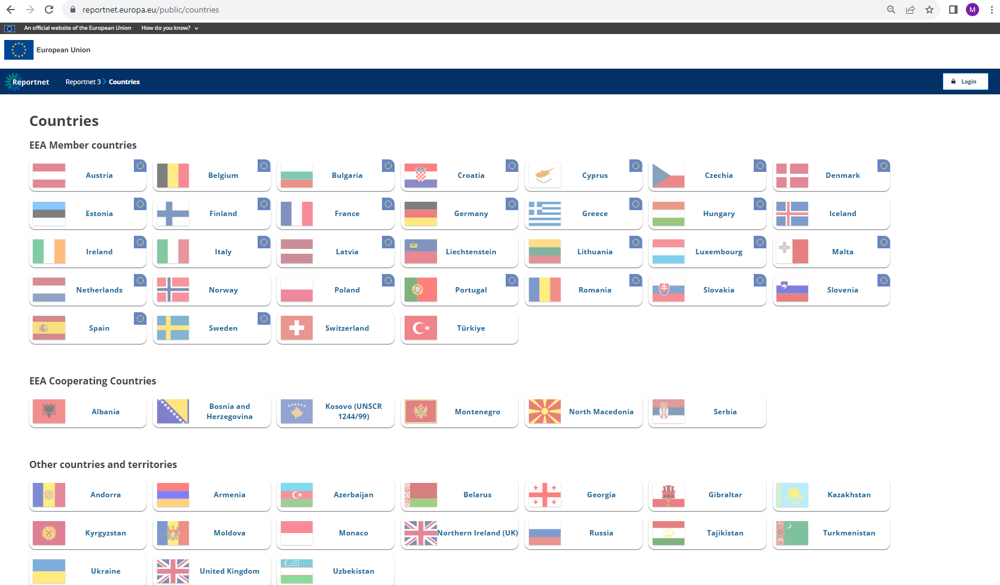 reportnet.europa.eu/public/countries
M
An official website of the European Union How do you know?
European Union
Reportnet Reportnet 3 Countries Login
Countries
EEA Member countries
Austria Belgium Bulgaria Croatia Cyprus Czechia Denmark
Estonia Finland France Germany Greece Hungary Iceland
Ireland Italy Latvia Liechtenstein Lithuania Luxembourg Malta
Netherlands Norway Poland Portugal Romania Slovakia Slovenia
Spain Sweden Switzerland Türkiye
EEA Cooperating Countries
Albania Bosnia and Herzegovina Kosovo (UNSCR 1244/99) Montenegro North Macedonia Serbia
Other countries and territories
Andorra Armenia Azerbaijan Belarus Georgia Gibraltar Kazakhstan
Kyrgyzstan Moldova Monaco Northern Ireland (UK) Russia Tajikistan Turkmenistan
Ukraine United Kingdom Uzbekistan